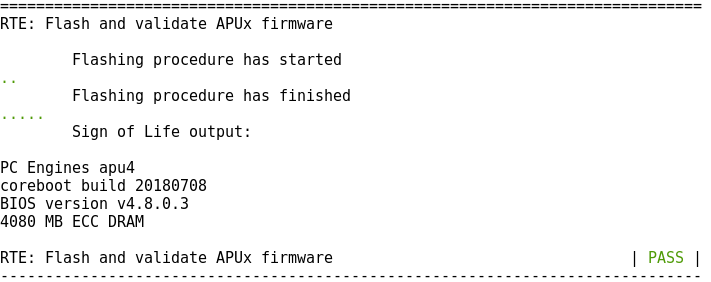 ==============================================================================
RTE: Flash and validate APUx firmware
Flashing procedure has started
..
Flashing procedure has finished
.....
Sign of Life output:
PC Engines apu4
coreboot build 20180708
BIOS version v4.8.0.3
4080 MB ECC DRAM
RTE: Flash and validate APUx firmware | PASS |
------------------------------------------------------------------------------